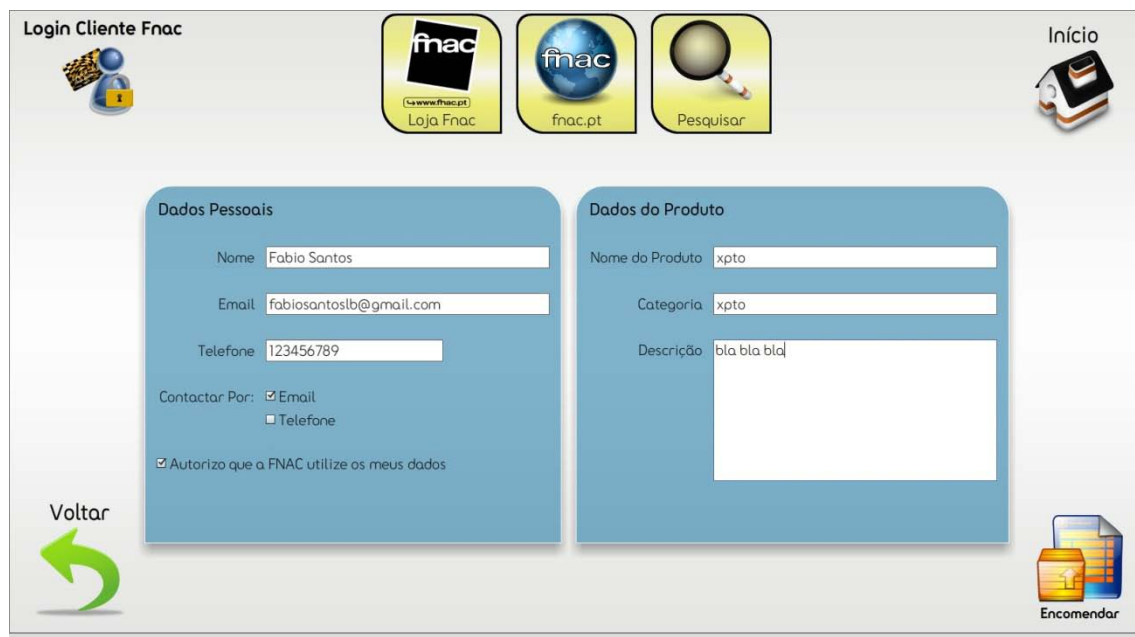 Login Cliente Fnac
fnac
www.fnac.pt
Loja Fnac
fnac
fnac.pt
Pesquisar
Início
Dados Pessoais
Nome Fabio Santos
Email fabiosantoslb@gmail.com
Telefone 123456789
Contactar Por: Email
Telefone
Autorizo que a FNAC utilize os meus dados
Dados do Produto
Nome do Produto xpto
Categoria xpto
Descrição bla bla bla
Voltar
Encomendar